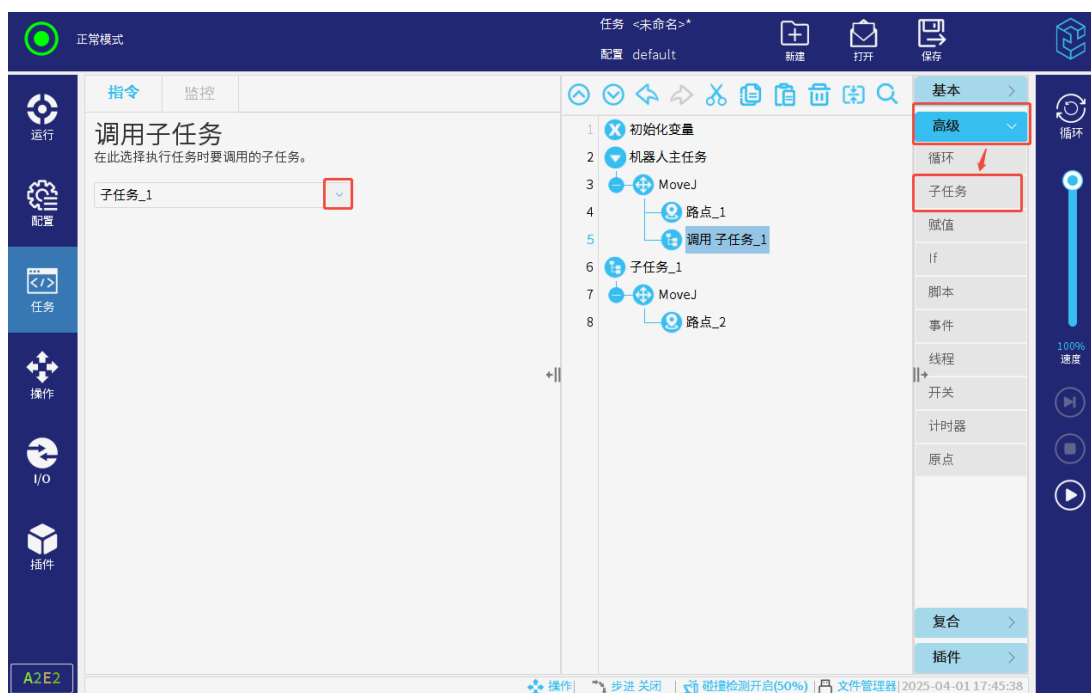 正常模式
任务 <未命名>*
配置 default
新建
打开
保存
运行
配置
任务
操作
I/O
插件
A2E2
指令
监控
调用子任务
在此选择执行任务时要调用的子任务。
子任务_1
1 初始化变量
2 机器人主任务
3 MoveJ
4 路点_1
5 调用 子任务_1
6 子任务_1
7 MoveJ
8 路点_2
基本
高级
循环
子任务
赋值
If
脚本
事件
线程
开关
计时器
原点
复合
插件
循环
100%
速度
操作
步进 关闭
碰撞检测开启(50%)
文件管理器
2025-04-01 17:45:38